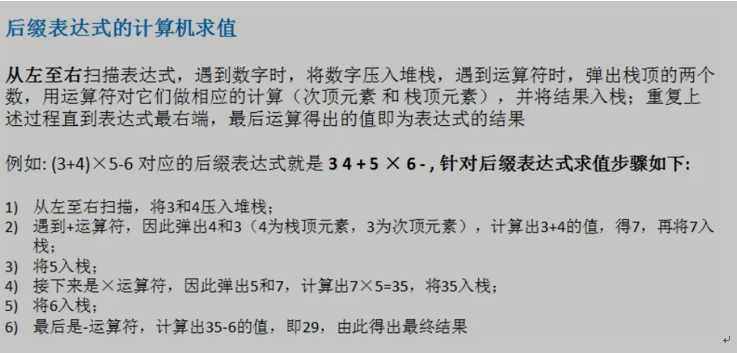 后缀表达式的计算机求值
从左至右扫描表达式，遇到数字时，将数字压入堆栈，遇到运算符时，弹出栈顶的两个
数，用运算符对它们做相应的计算（次顶元素 和 栈顶元素），并将结果入栈；重复上
述过程直到表达式最右端，最后运算得出的值即为表达式的结果
例如: (3+4)×5-6 对应的后缀表达式就是 3 4 + 5 × 6 - , 针对后缀表达式求值步骤如下:
1) 从左至右扫描，将3和4压入堆栈；
2) 遇到+运算符，因此弹出4和3（4为栈顶元素，3为次顶元素），计算出3+4的值，得7，再将7入
栈；
3) 将5入栈；
4) 接下来是×运算符，因此弹出5和7，计算出7×5=35，将35入栈；
5) 将6入栈；
6) 最后是-运算符，计算出35-6的值，即29，由此得出最终结果